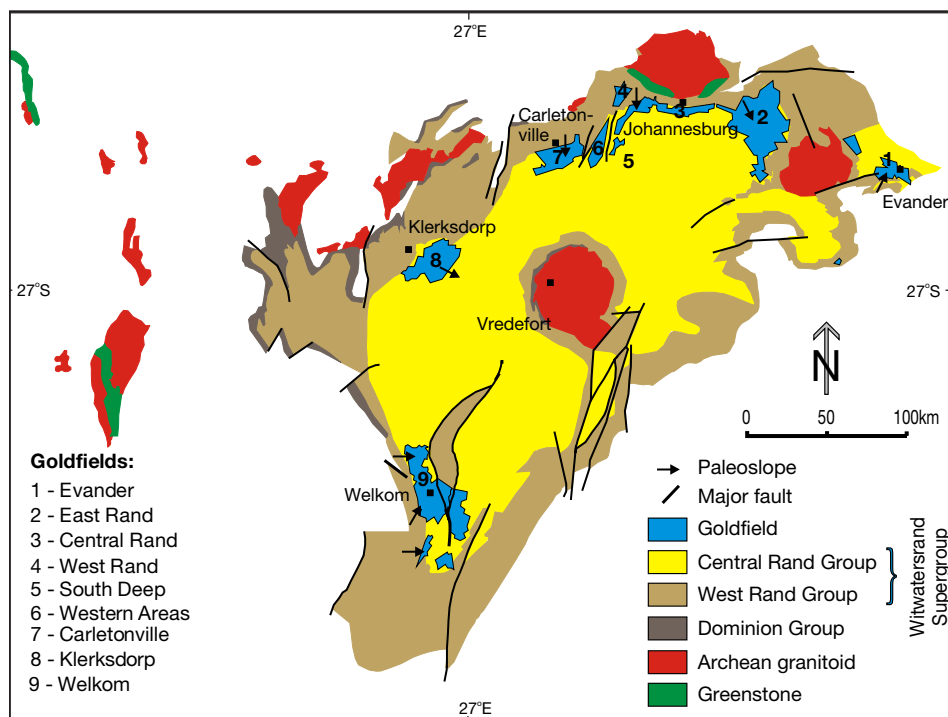 27°E
4
3
2
Carleton-
ville
Johannesburg
7
6
5
1
Evander
Klerksdorp
8
27°S
27°S
Vredefort
N
0 50 100km
9
Welkom
Goldfields:
1 - Evander
2 - East Rand
3 - Central Rand
4 - West Rand
5 - South Deep
6 - Western Areas
7 - Carletonville
8 - Klerksdorp
9 - Welkom
Paleoslope
Major fault
Goldfield
Central Rand Group
West Rand Group
Witwatersrand
Supergroup
Dominion Group
Archean granitoid
Greenstone
27°E